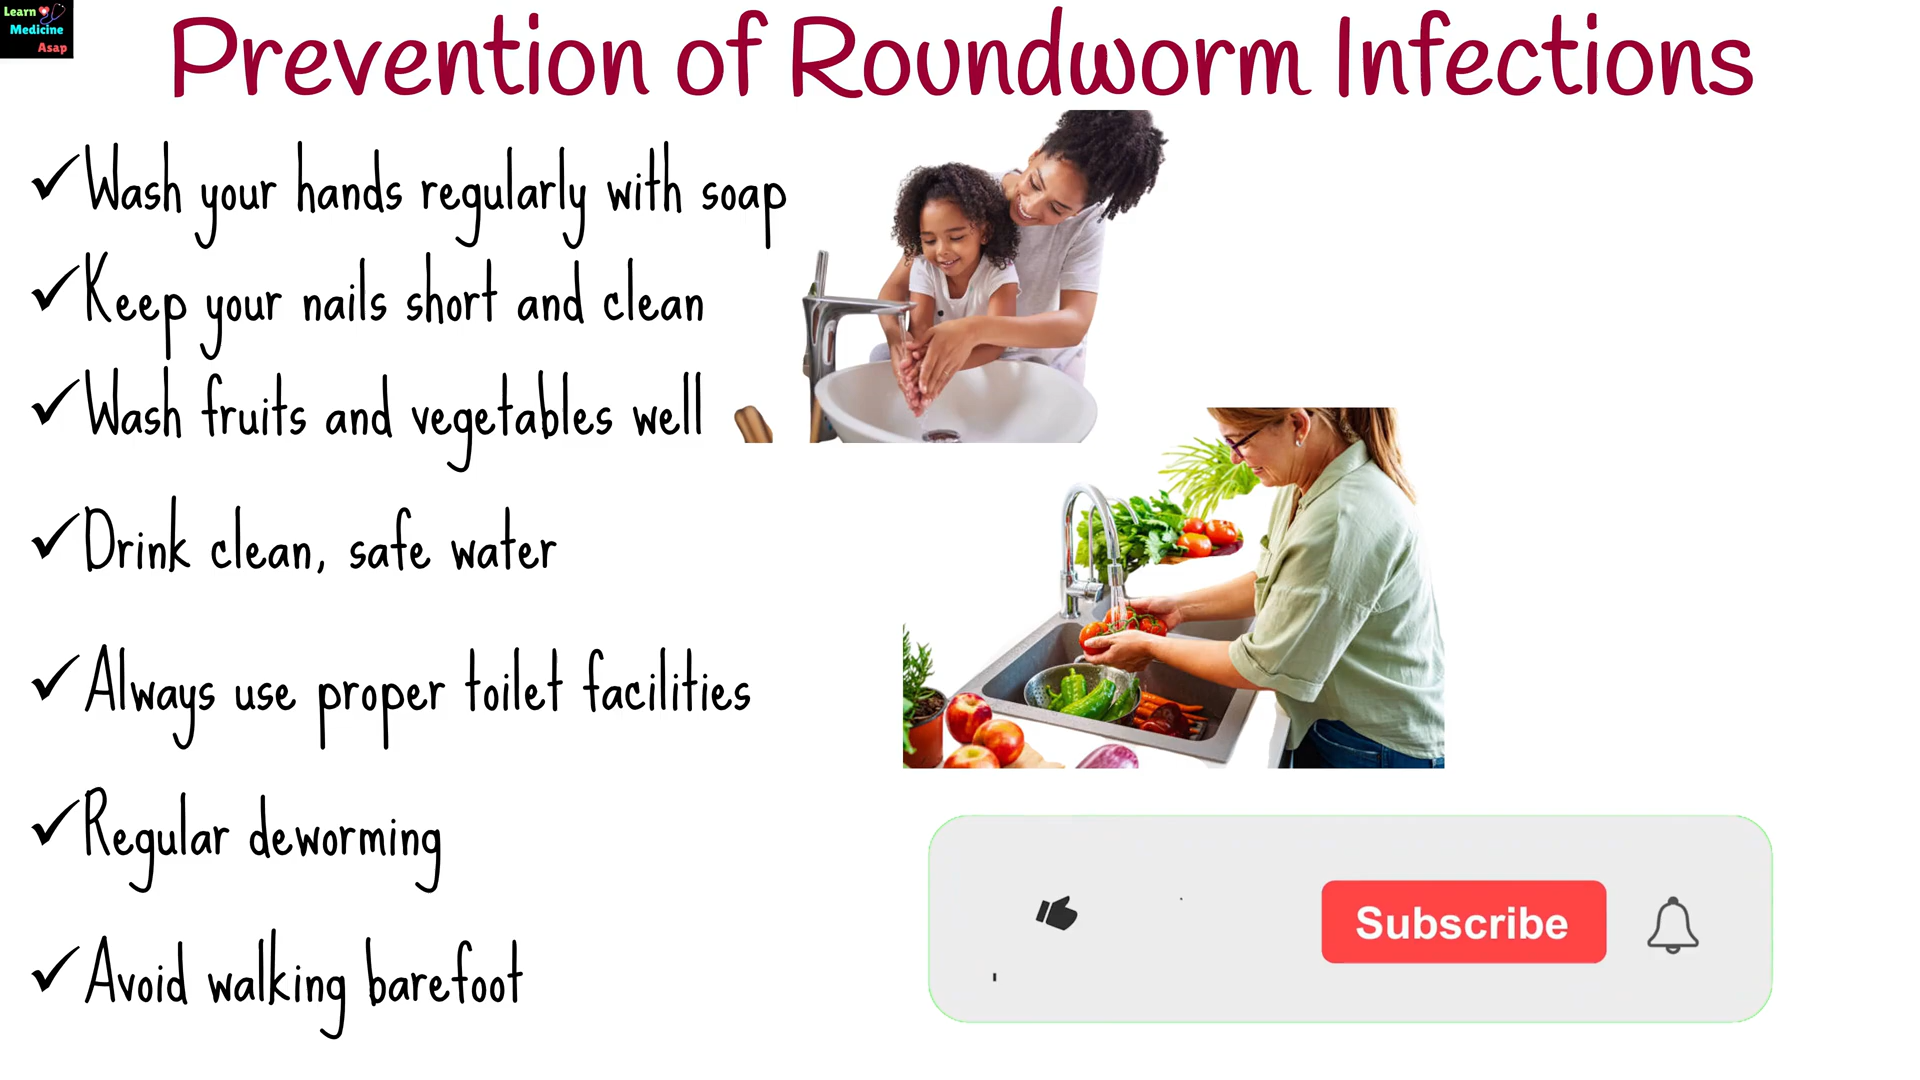 Learn
Medicine
Asap
Prevention of Roundworm Infections
✓Wash your hands regularly with soap
✓Keep your nails short and clean
✓Wash fruits and vegetables well
✓Drink clean, safe water
✓Always use proper toilet facilities
✓Regular deworming
✓Avoid walking barefoot
Subscribe